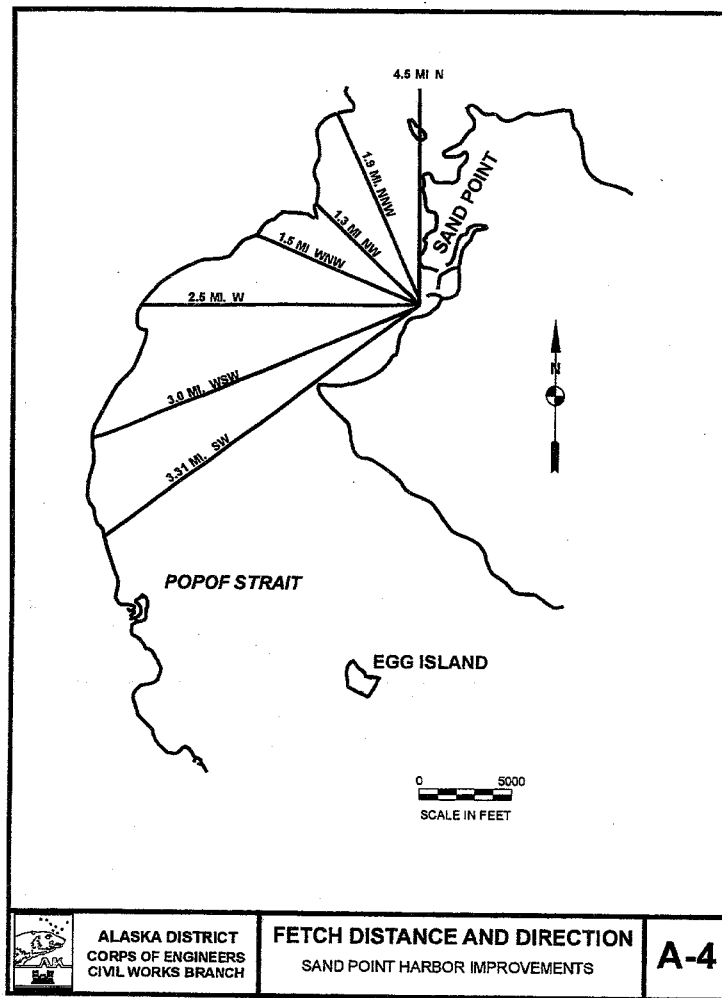 4.5 MI N
1.9 MI. NNW
SAND POINT
1.3 MI NW
1.5 MI WNW
2.5 MI. W
N
3.0 MI. WSW
3.31 MI. SW
POPOF STRAIT
EGG ISLAND
0 5000
SCALE IN FEET
AK
ALASKA DISTRICT
CORPS OF ENGINEERS
CIVIL WORKS BRANCH
FETCH DISTANCE AND DIRECTION
SAND POINT HARBOR IMPROVEMENTS
A-4